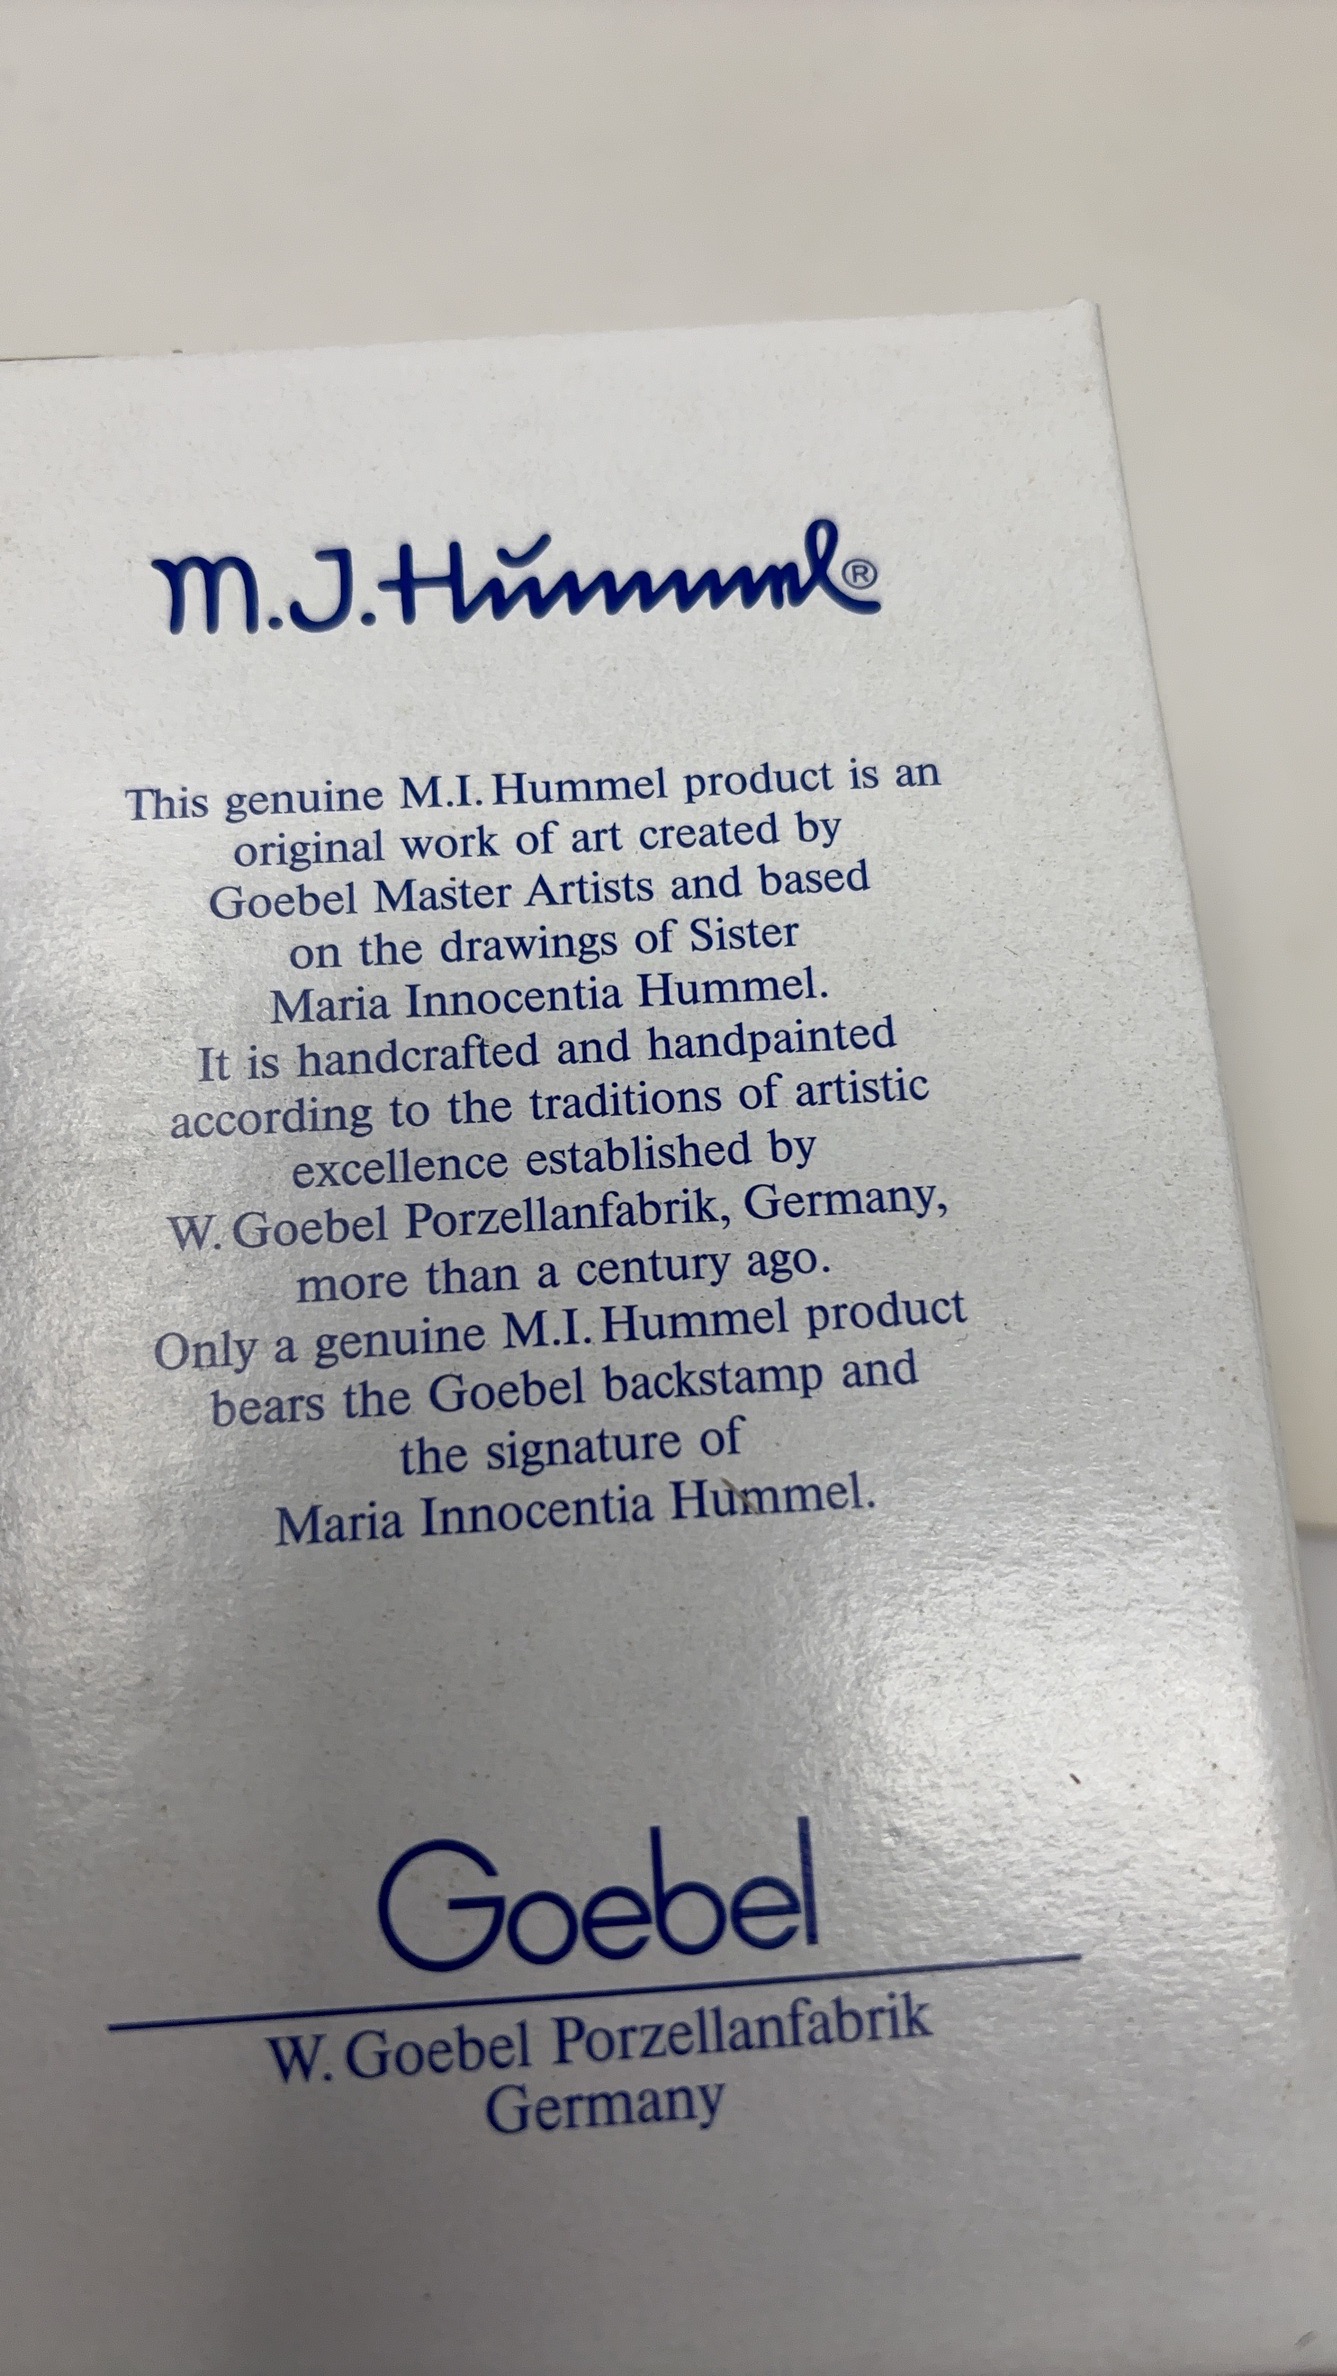 M.J.Hummel®
This genuine M.I. Hummel product is an
original work of art created by
Goebel Master Artists and based
on the drawings of Sister
Maria Innocentia Hummel.
It is handcrafted and handpainted
according to the traditions of artistic
excellence established by
W. Goebel Porzellanfabrik, Germany,
more than a century ago.
Only a genuine M.I. Hummel product
bears the Goebel backstamp and
the signature of
Maria Innocentia Hummel.
Goebel
W. Goebel Porzellanfabrik
Germany